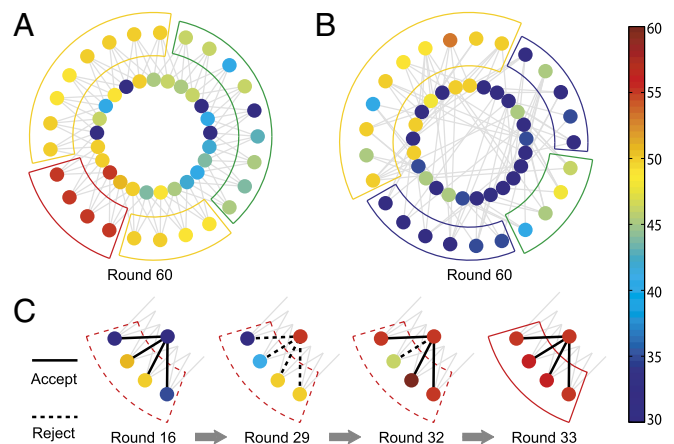 A
B
60
55
50
45
40
35
30
Round 60
Round 60
C
Accept
Reject
Round 16
Round 29
Round 32
Round 33